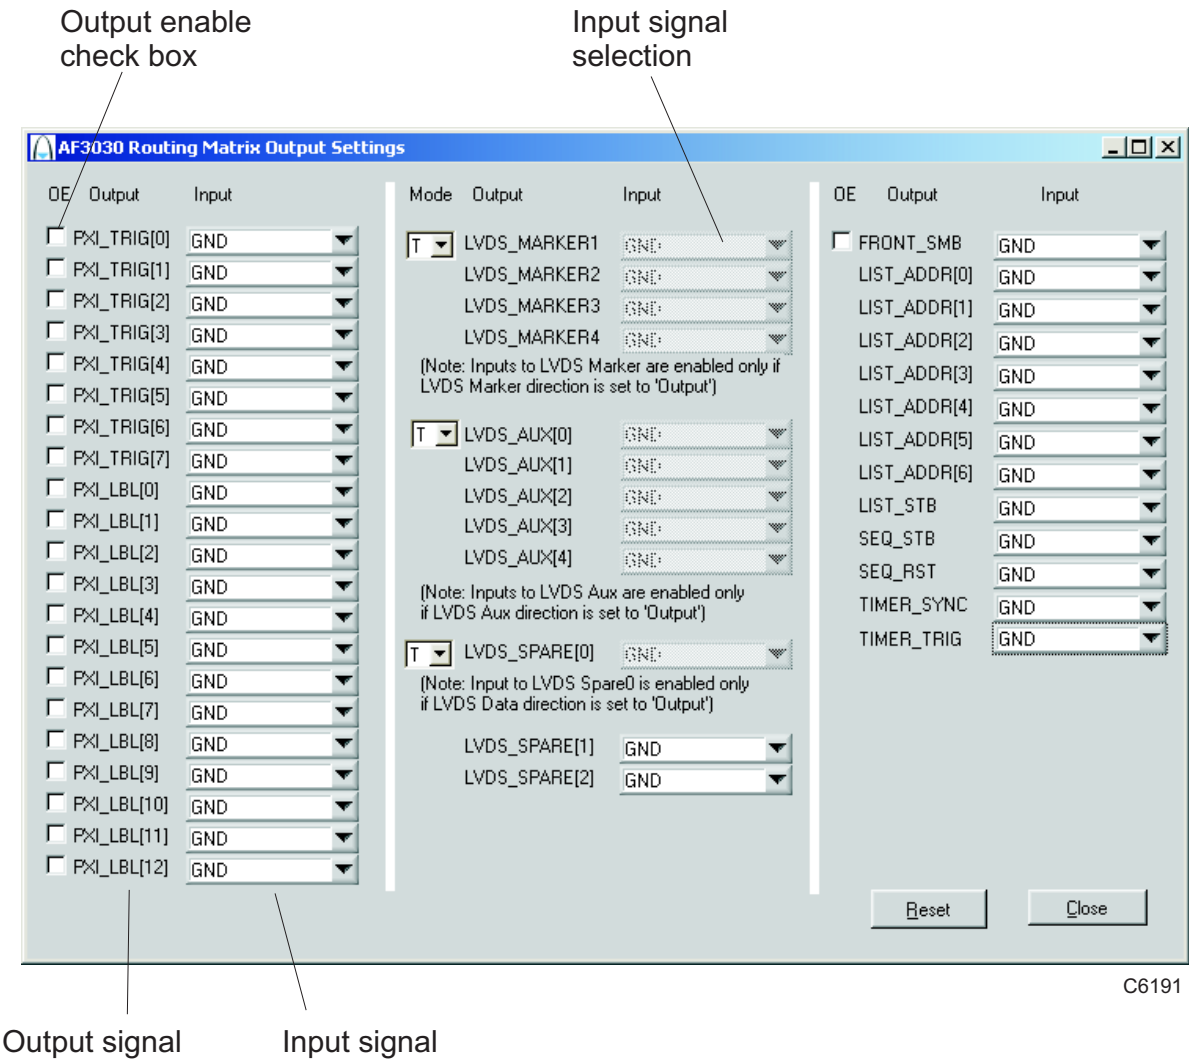 Output enable
check box
Input signal
selection
AF3030 Routing Matrix Output Settings
OE Output Input
PXI_TRIG[0] GND
PXI_TRIG[1] GND
PXI_TRIG[2] GND
PXI_TRIG[3] GND
PXI_TRIG[4] GND
PXI_TRIG[5] GND
PXI_TRIG[6] GND
PXI_TRIG[7] GND
PXI_LBL[0] GND
PXI_LBL[1] GND
PXI_LBL[2] GND
PXI_LBL[3] GND
PXI_LBL[4] GND
PXI_LBL[5] GND
PXI_LBL[6] GND
PXI_LBL[7] GND
PXI_LBL[8] GND
PXI_LBL[9] GND
PXI_LBL[10] GND
PXI_LBL[11] GND
PXI_LBL[12] GND
Mode Output Input
T LVDS_MARKER1 GND
LVDS_MARKER2 GND
LVDS_MARKER3 GND
LVDS_MARKER4 GND
(Note: Inputs to LVDS Marker are enabled only if
LVDS Marker direction is set to 'Output')
T LVDS_AUX[0] GND
LVDS_AUX[1] GND
LVDS_AUX[2] GND
LVDS_AUX[3] GND
LVDS_AUX[4] GND
(Note: Inputs to LVDS Aux are enabled only
if LVDS Aux direction is set to 'Output')
T LVDS_SPARE[0] GND
(Note: Input to LVDS Spare0 is enabled only
if LVDS Data direction is set to 'Output')
LVDS_SPARE[1] GND
LVDS_SPARE[2] GND
OE Output Input
FRONT_SMB GND
LIST_ADDR[0] GND
LIST_ADDR[1] GND
LIST_ADDR[2] GND
LIST_ADDR[3] GND
LIST_ADDR[4] GND
LIST_ADDR[5] GND
LIST_ADDR[6] GND
LIST_STB GND
SEQ_STB GND
SEQ_RST GND
TIMER_SYNC GND
TIMER_TRIG GND
Reset Close
C6191
Output signal
Input signal